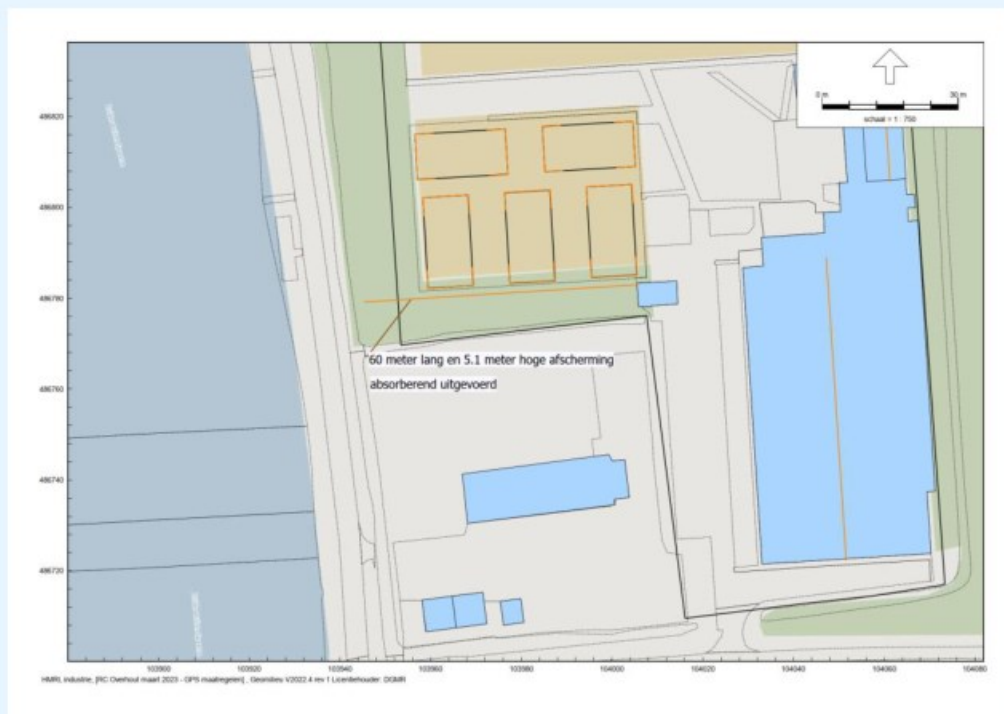 0 m 30 m
schaal = 1 : 750
486820
486800
486780
60 meter lang en 5.1 meter hoge afscherming
absorberend uitgevoerd
486760
486740
486720
103900 103920 103940 103960 103980 104000 104020 104040 104060 104080
HMRI, industrie, [RC Overhout maart 2023 - GPS maatregelen] , Geomilieu V2022.4 rev 1 Licentiehouder: DGMR